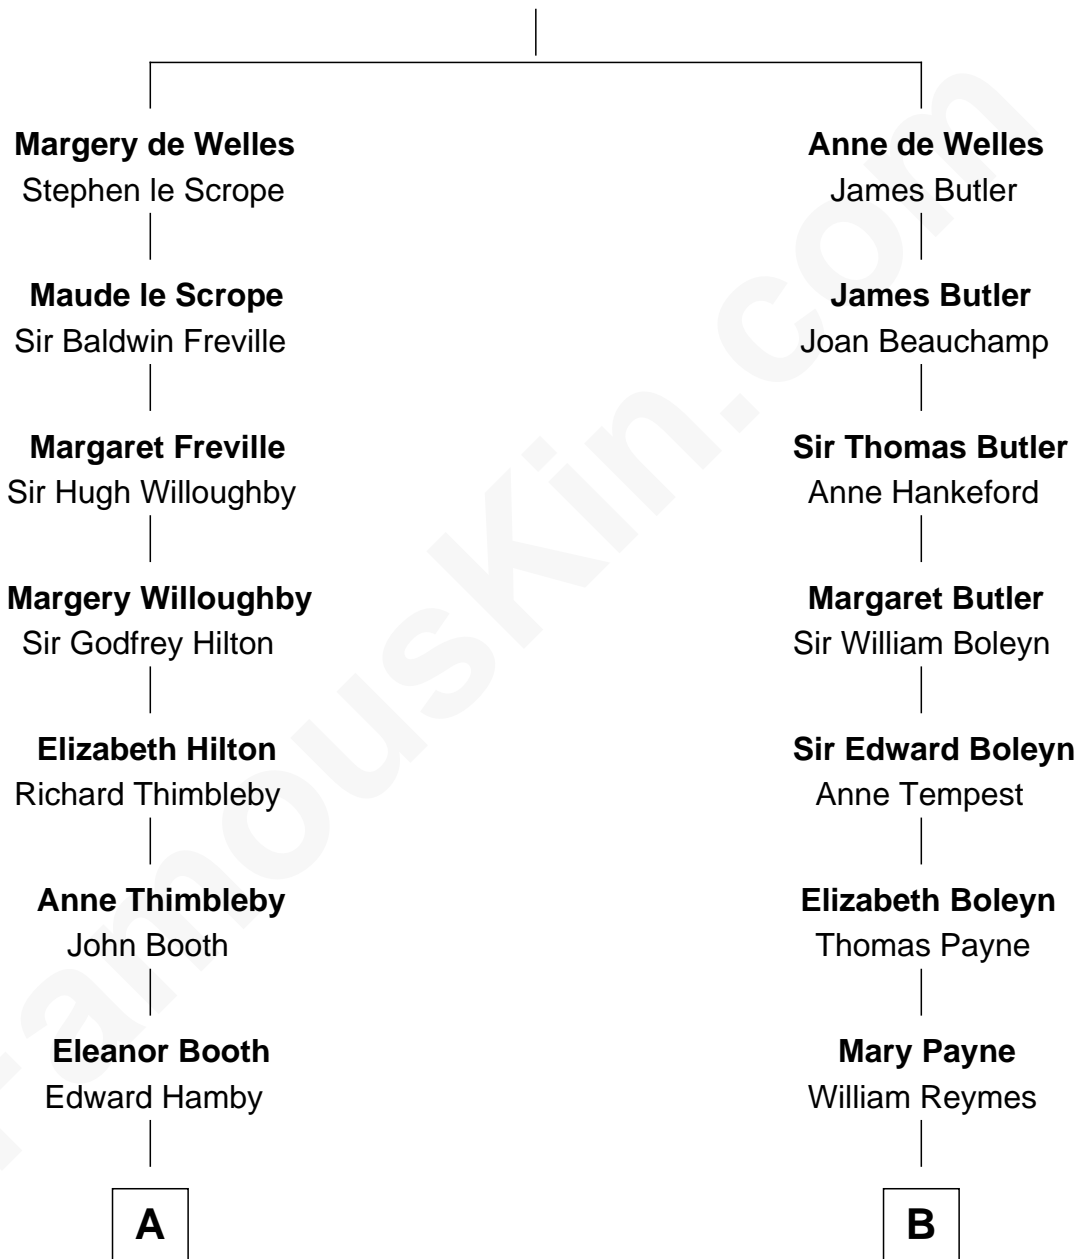 Margery de Welles
Stephen le Scrope
Maude le Scrope
Sir Baldwin Freville
Margaret Freville
Sir Hugh Willoughby
Margery Willoughby
Sir Godfrey Hilton
Elizabeth Hilton
Richard Thimbleby
Anne Thimbleby
John Booth
Eleanor Booth
Edward Hamby
A
Anne de Welles
James Butler
James Butler
Joan Beauchamp
Sir Thomas Butler
Anne Hankeford
Margaret Butler
Sir William Boleyn
Sir Edward Boleyn
Anne Tempest
Elizabeth Boleyn
Thomas Payne
Mary Payne
William Reymes
B
FamousKin.com